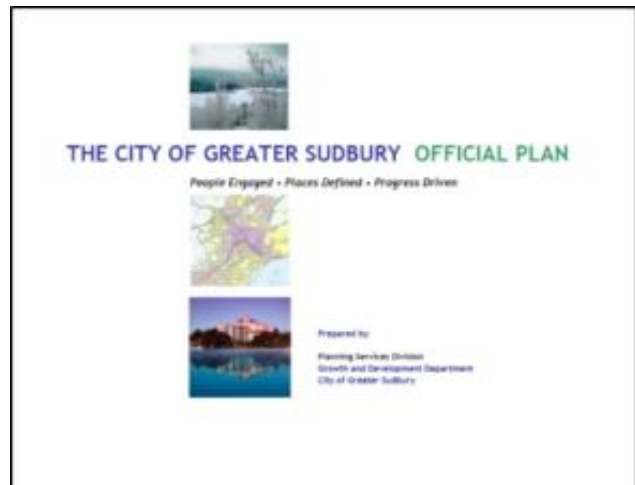 THE CITY OF GREATER SUDBURY OFFICIAL PLAN
People Engaged • Places Defined • Progress Driven
Prepared by
Planning Services Division
Growth and Development Department
City of Greater Sudbury